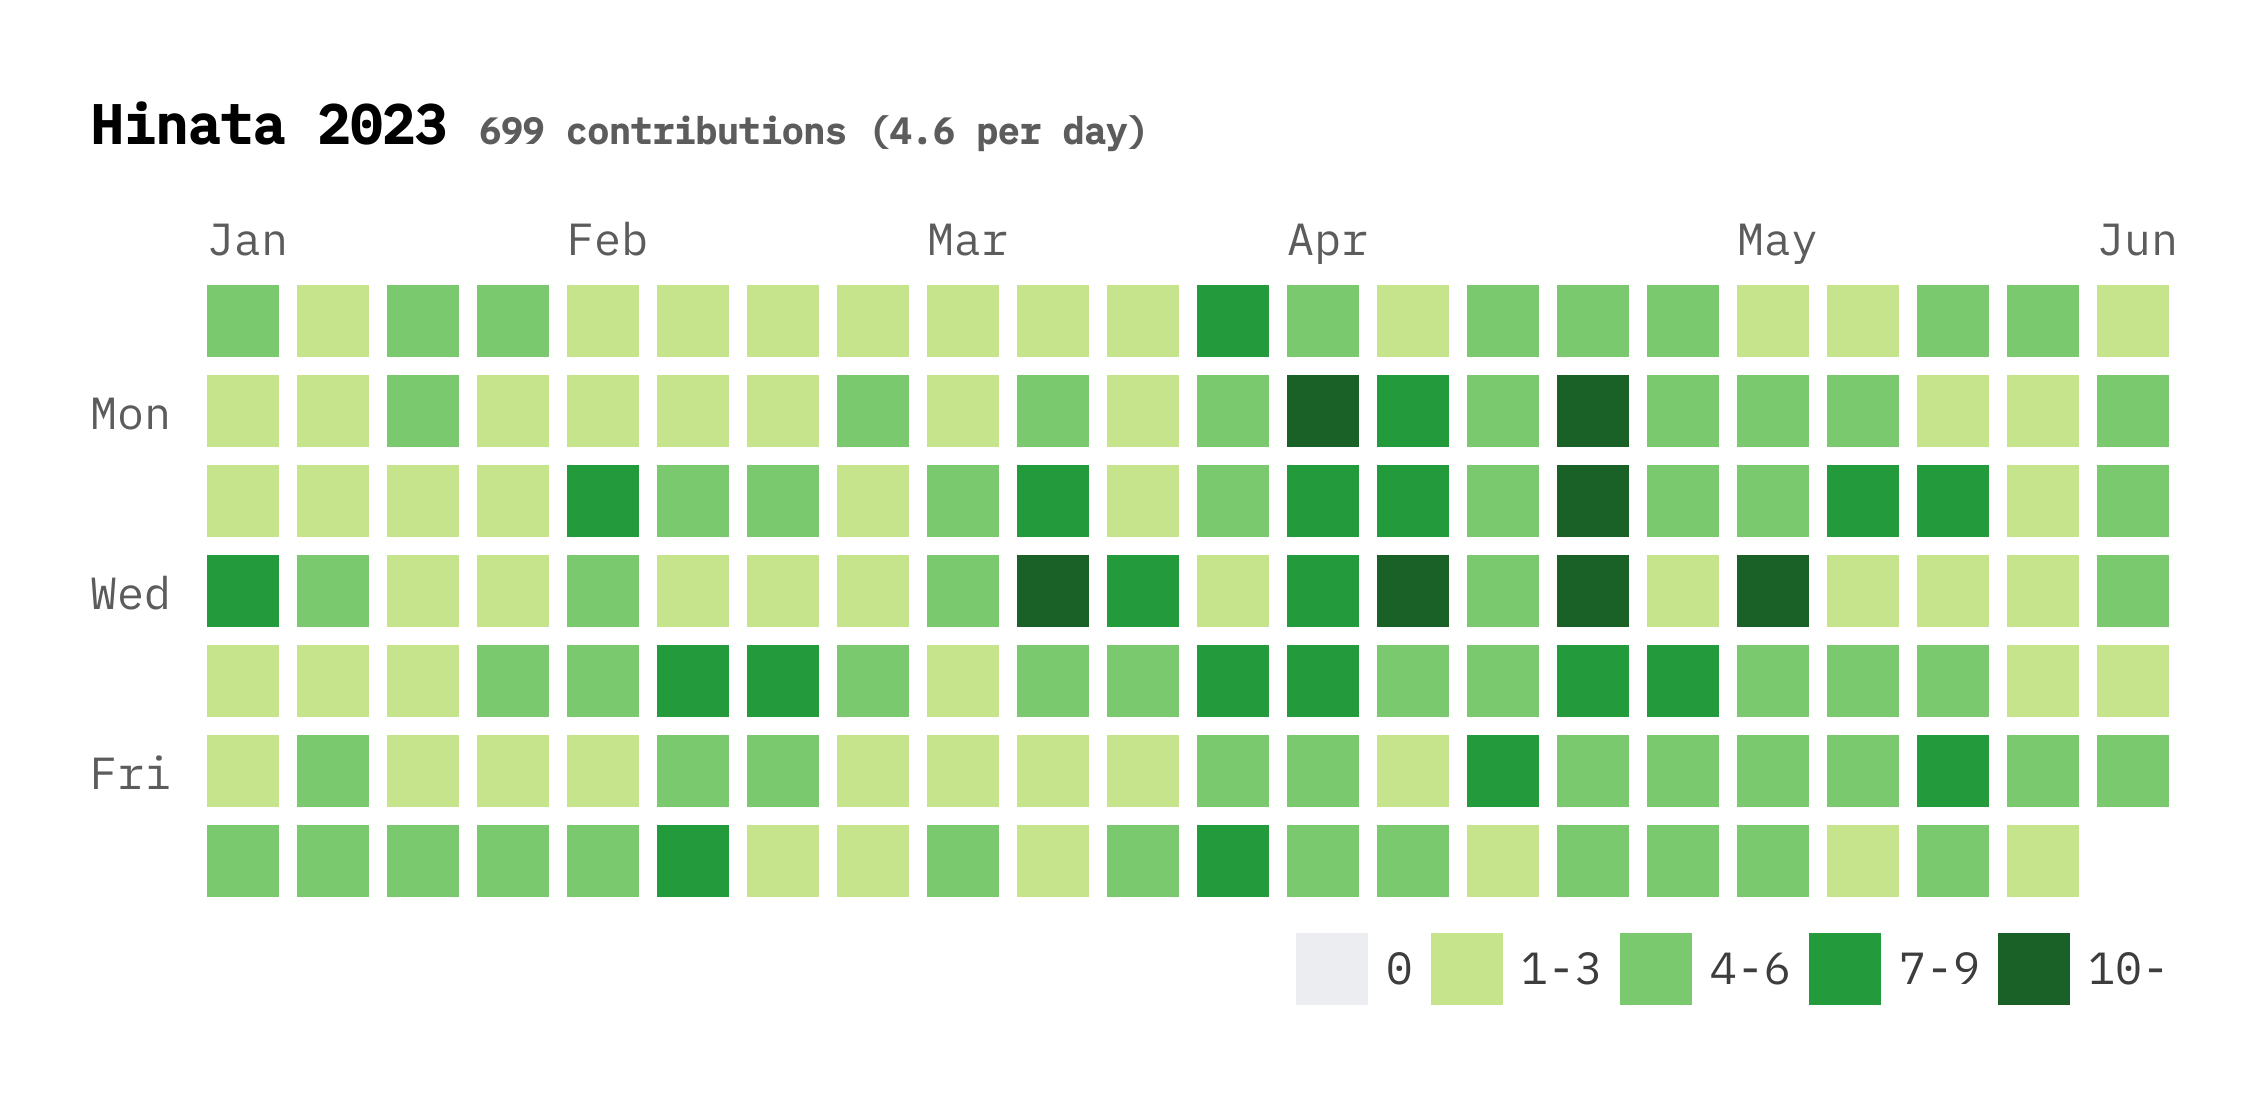 Hinata 2023 699 contributions (4.6 per day)
Jan Feb Mar Apr May Jun
Mon
Wed
Fri
0 1-3 4-6 7-9 10-